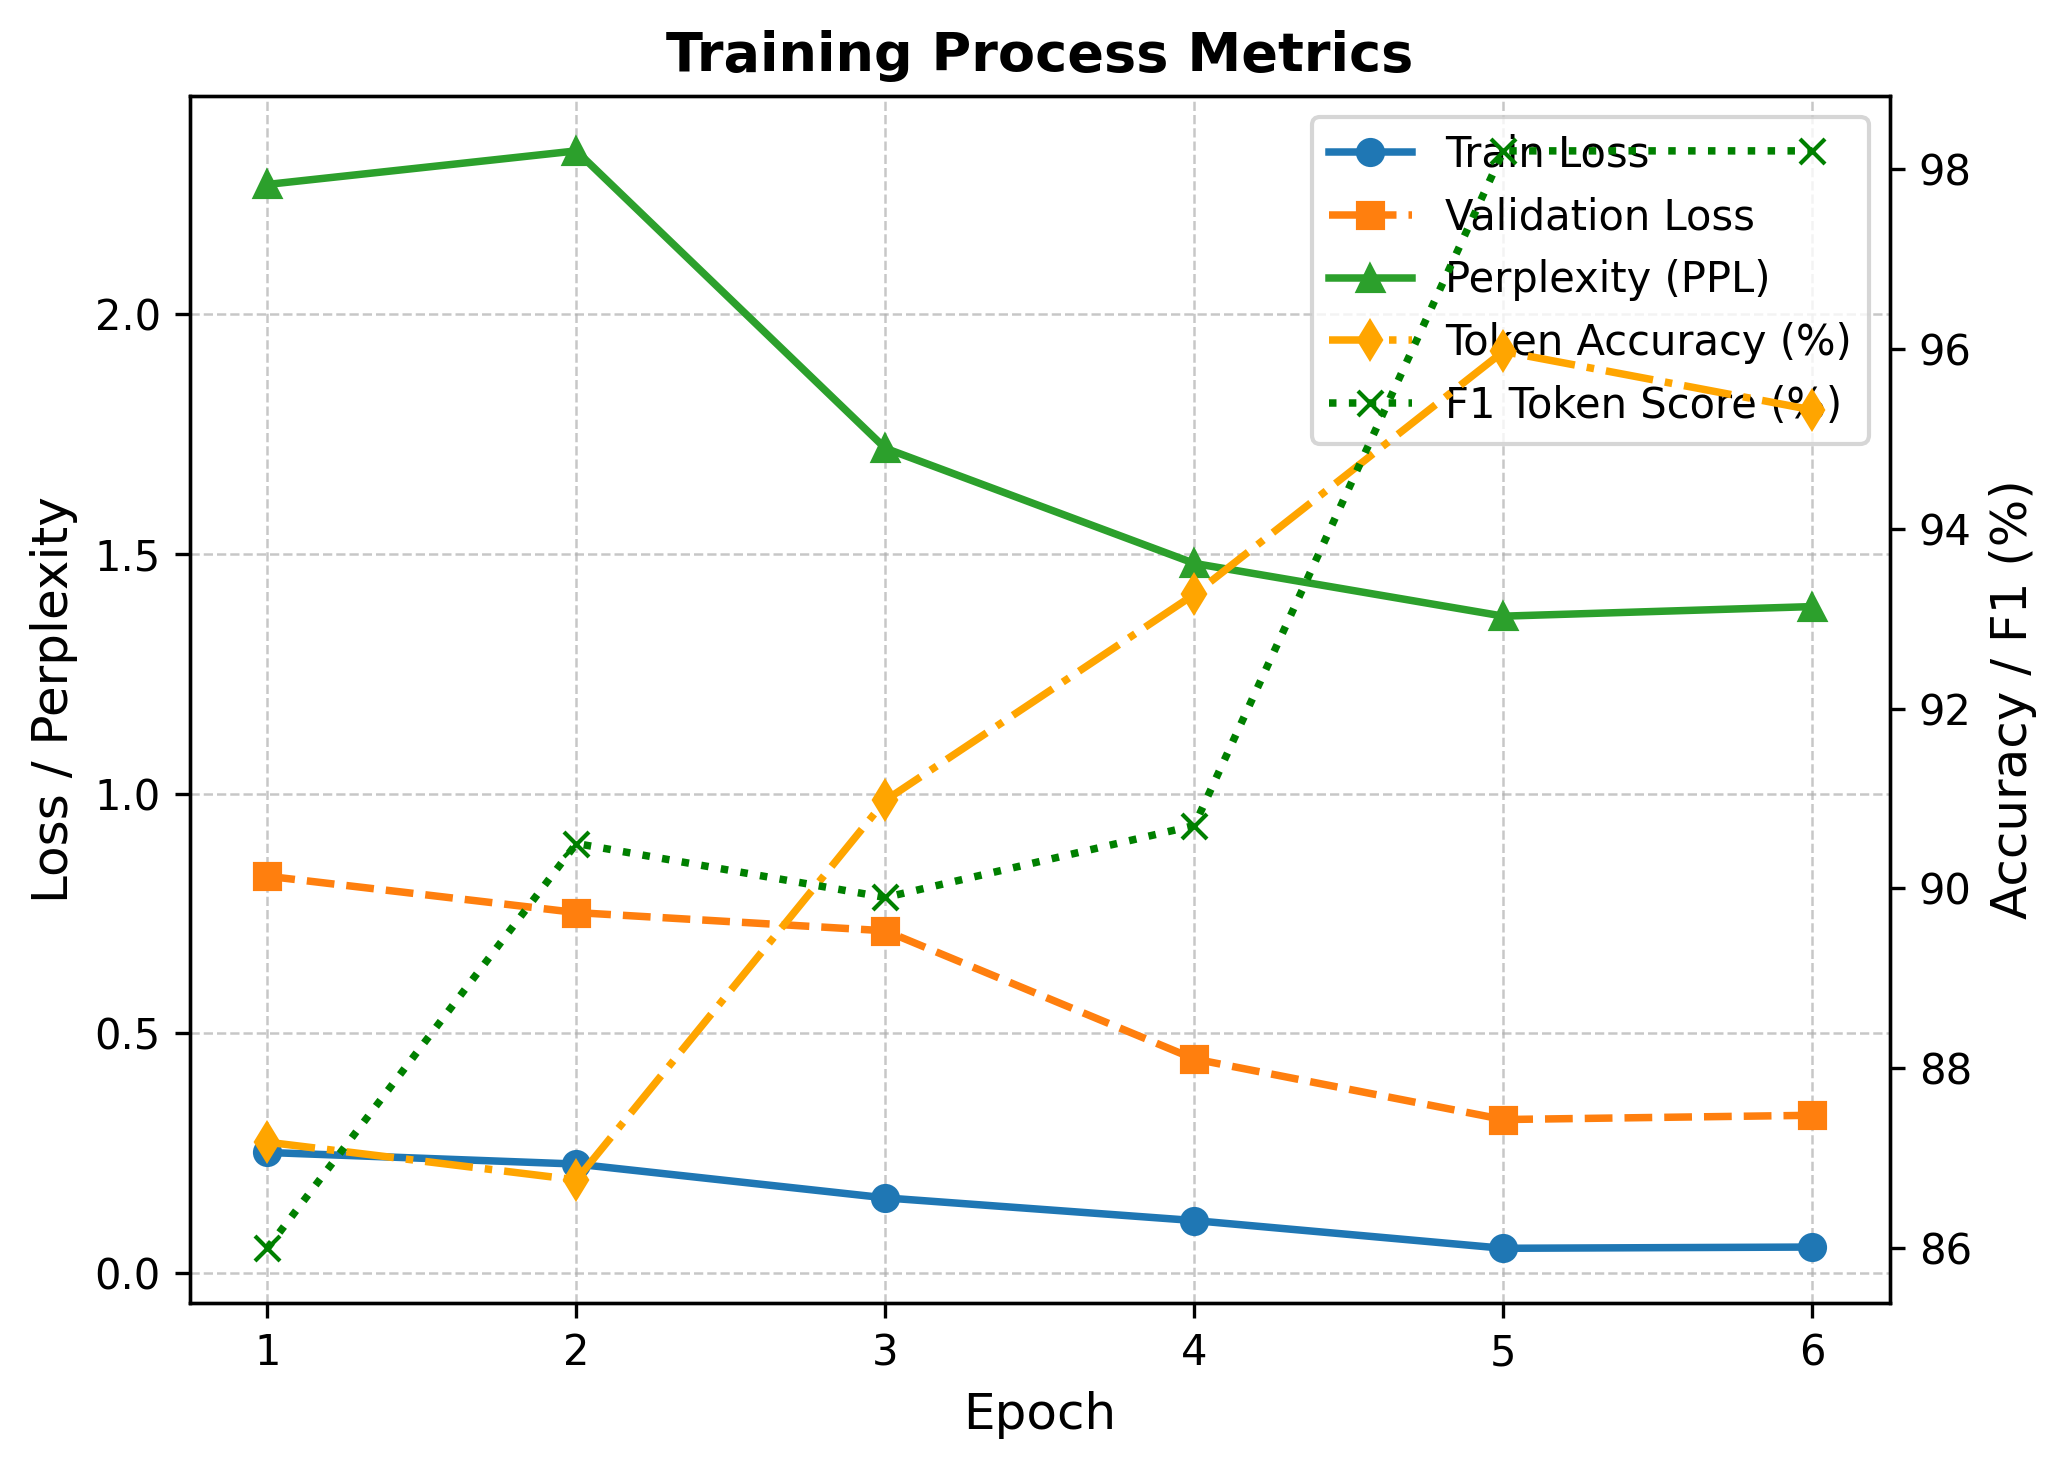 Training Process Metrics
Train Loss
Validation Loss
Perplexity (PPL)
Token Accuracy (%)
F1 Token Score (%)
Loss / Perplexity
2.0
1.5
1.0
0.5
0.0
98
96
94
92
90
88
86
Accuracy / F1 (%)
1 2 3 4 5 6
Epoch